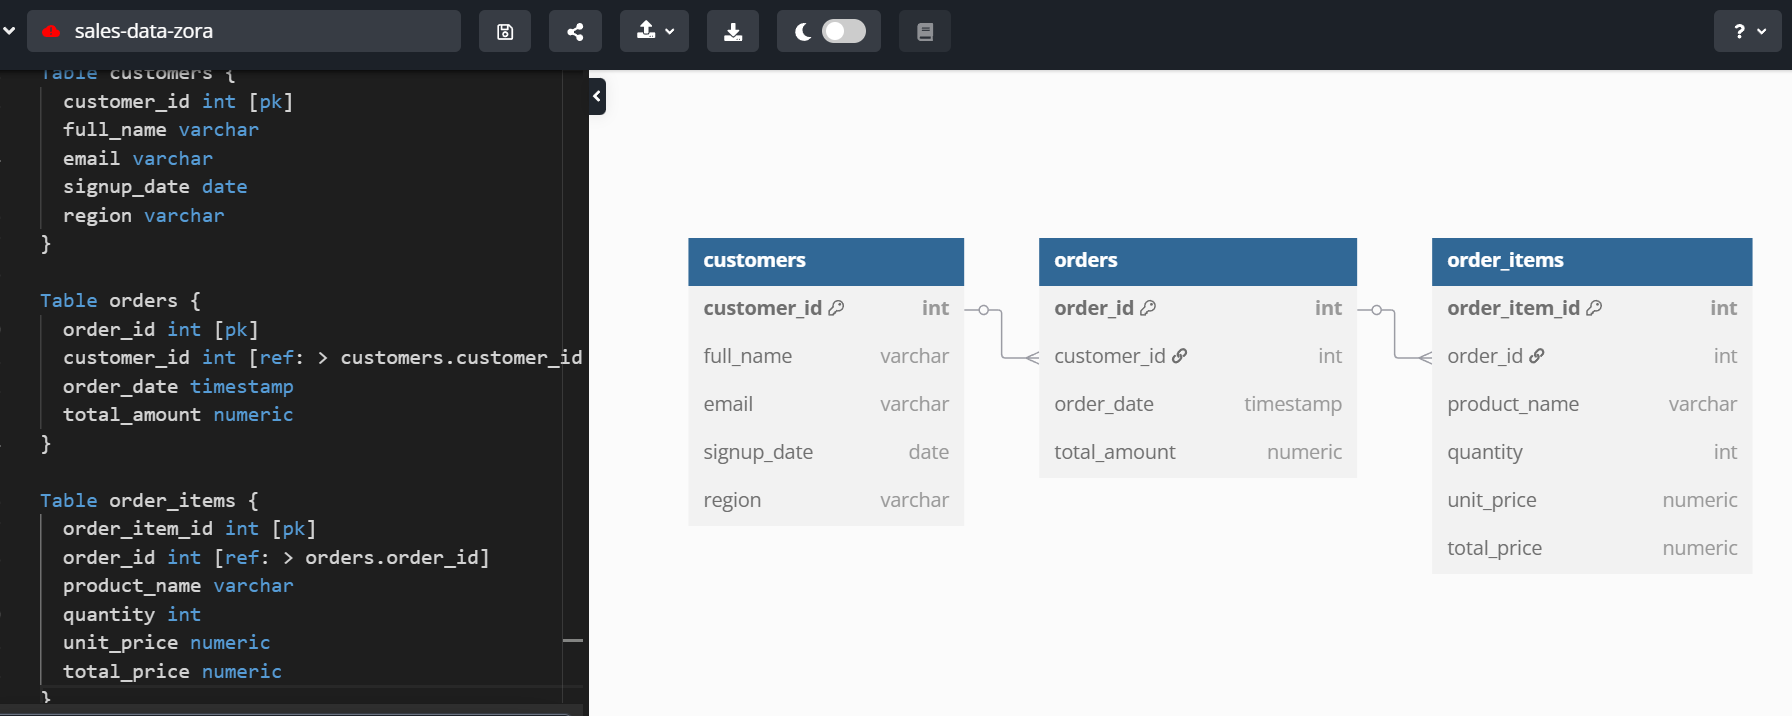 sales-data-zora
?
Table customers {
customer_id int [pk]
full_name varchar
email varchar
signup_date date
region varchar
}
Table orders {
order_id int [pk]
customer_id int [ref: > customers.customer_id
order_date timestamp
total_amount numeric
}
Table order_items {
order_item_id int [pk]
order_id int [ref: > orders.order_id]
product_name varchar
quantity int
unit_price numeric
total_price numeric
}
customers
customer_id int
full_name varchar
email varchar
signup_date date
region varchar
orders
order_id int
customer_id int
order_date timestamp
total_amount numeric
order_items
order_item_id int
order_id int
product_name varchar
quantity int
unit_price numeric
total_price numeric